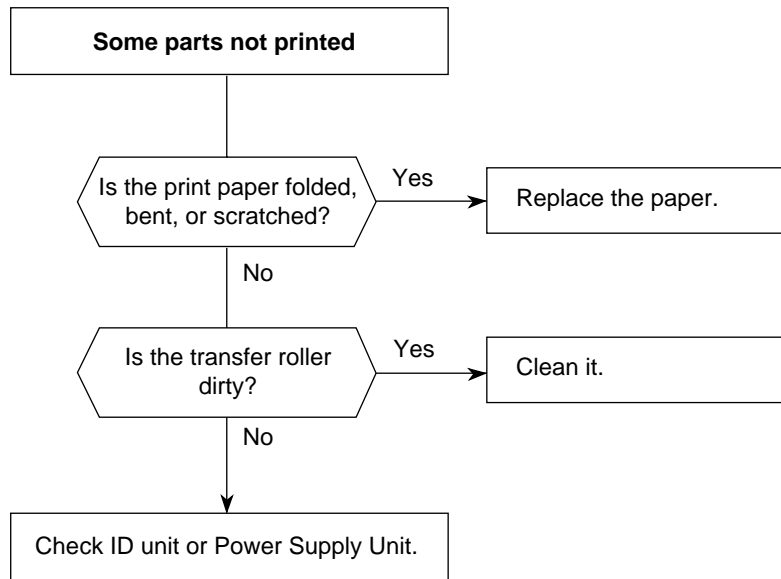 Some parts not printed
Is the print paper folded,
bent, or scratched?
Yes
Replace the paper.
No
Is the transfer roller
dirty?
Yes
Clean it.
No
Check ID unit or Power Supply Unit.